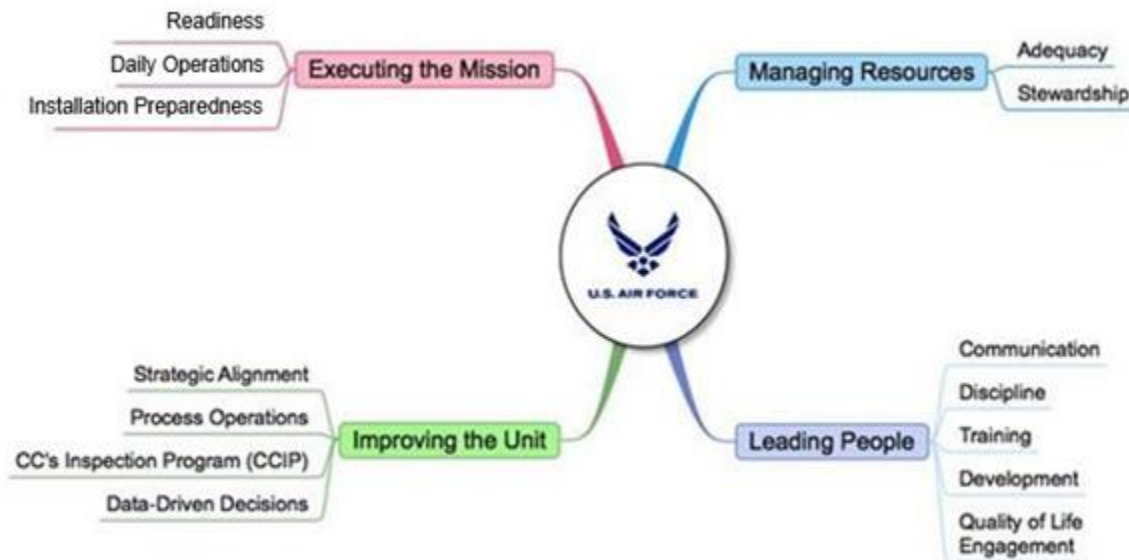 Readiness
Daily Operations
Installation Preparedness
Executing the Mission
Managing Resources
Adequacy
Stewardship
U.S. AIR FORCE
Strategic Alignment
Process Operations
CC's Inspection Program (CCIP)
Data-Driven Decisions
Improving the Unit
Leading People
Communication
Discipline
Training
Development
Quality of Life
Engagement